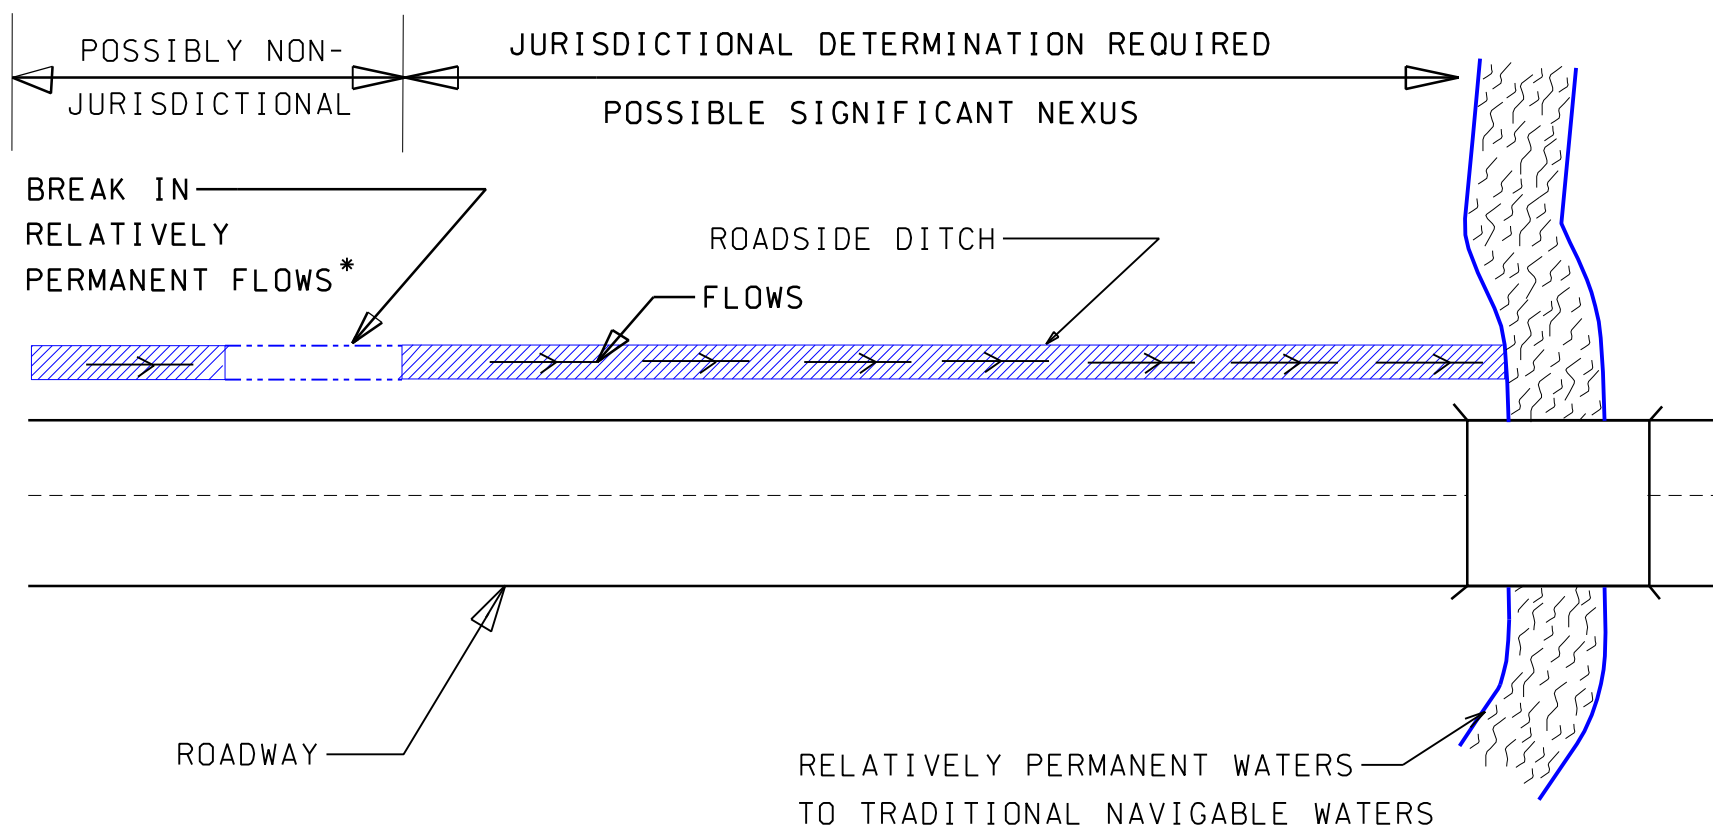 POSSIBLY NON-
JURISDICTIONAL
JURISDICTIONAL DETERMINATION REQUIRED
POSSIBLE SIGNIFICANT NEXUS
BREAK IN
RELATIVELY
PERMANENT FLOWS*
ROADSIDE DITCH
FLOWS
ROADWAY
RELATIVELY PERMANENT WATERS
TO TRADITIONAL NAVIGABLE WATERS